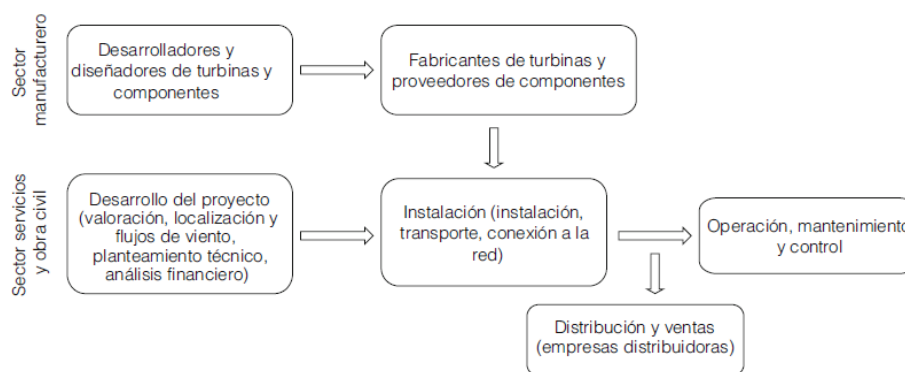 Sector
manufacturero
Desarrolladores y
diseñadores de turbinas y
componentes
Fabricantes de turbinas y
proveedores de componentes
Sector servicios
y obra civil
Desarrollo del proyecto
(valoración, localización y
flujos de viento,
planteamiento técnico,
análisis financiero)
Instalación (instalación,
transporte, conexión a la
red)
Operación, mantenimiento
y control
Distribución y ventas
(empresas distribuidoras)